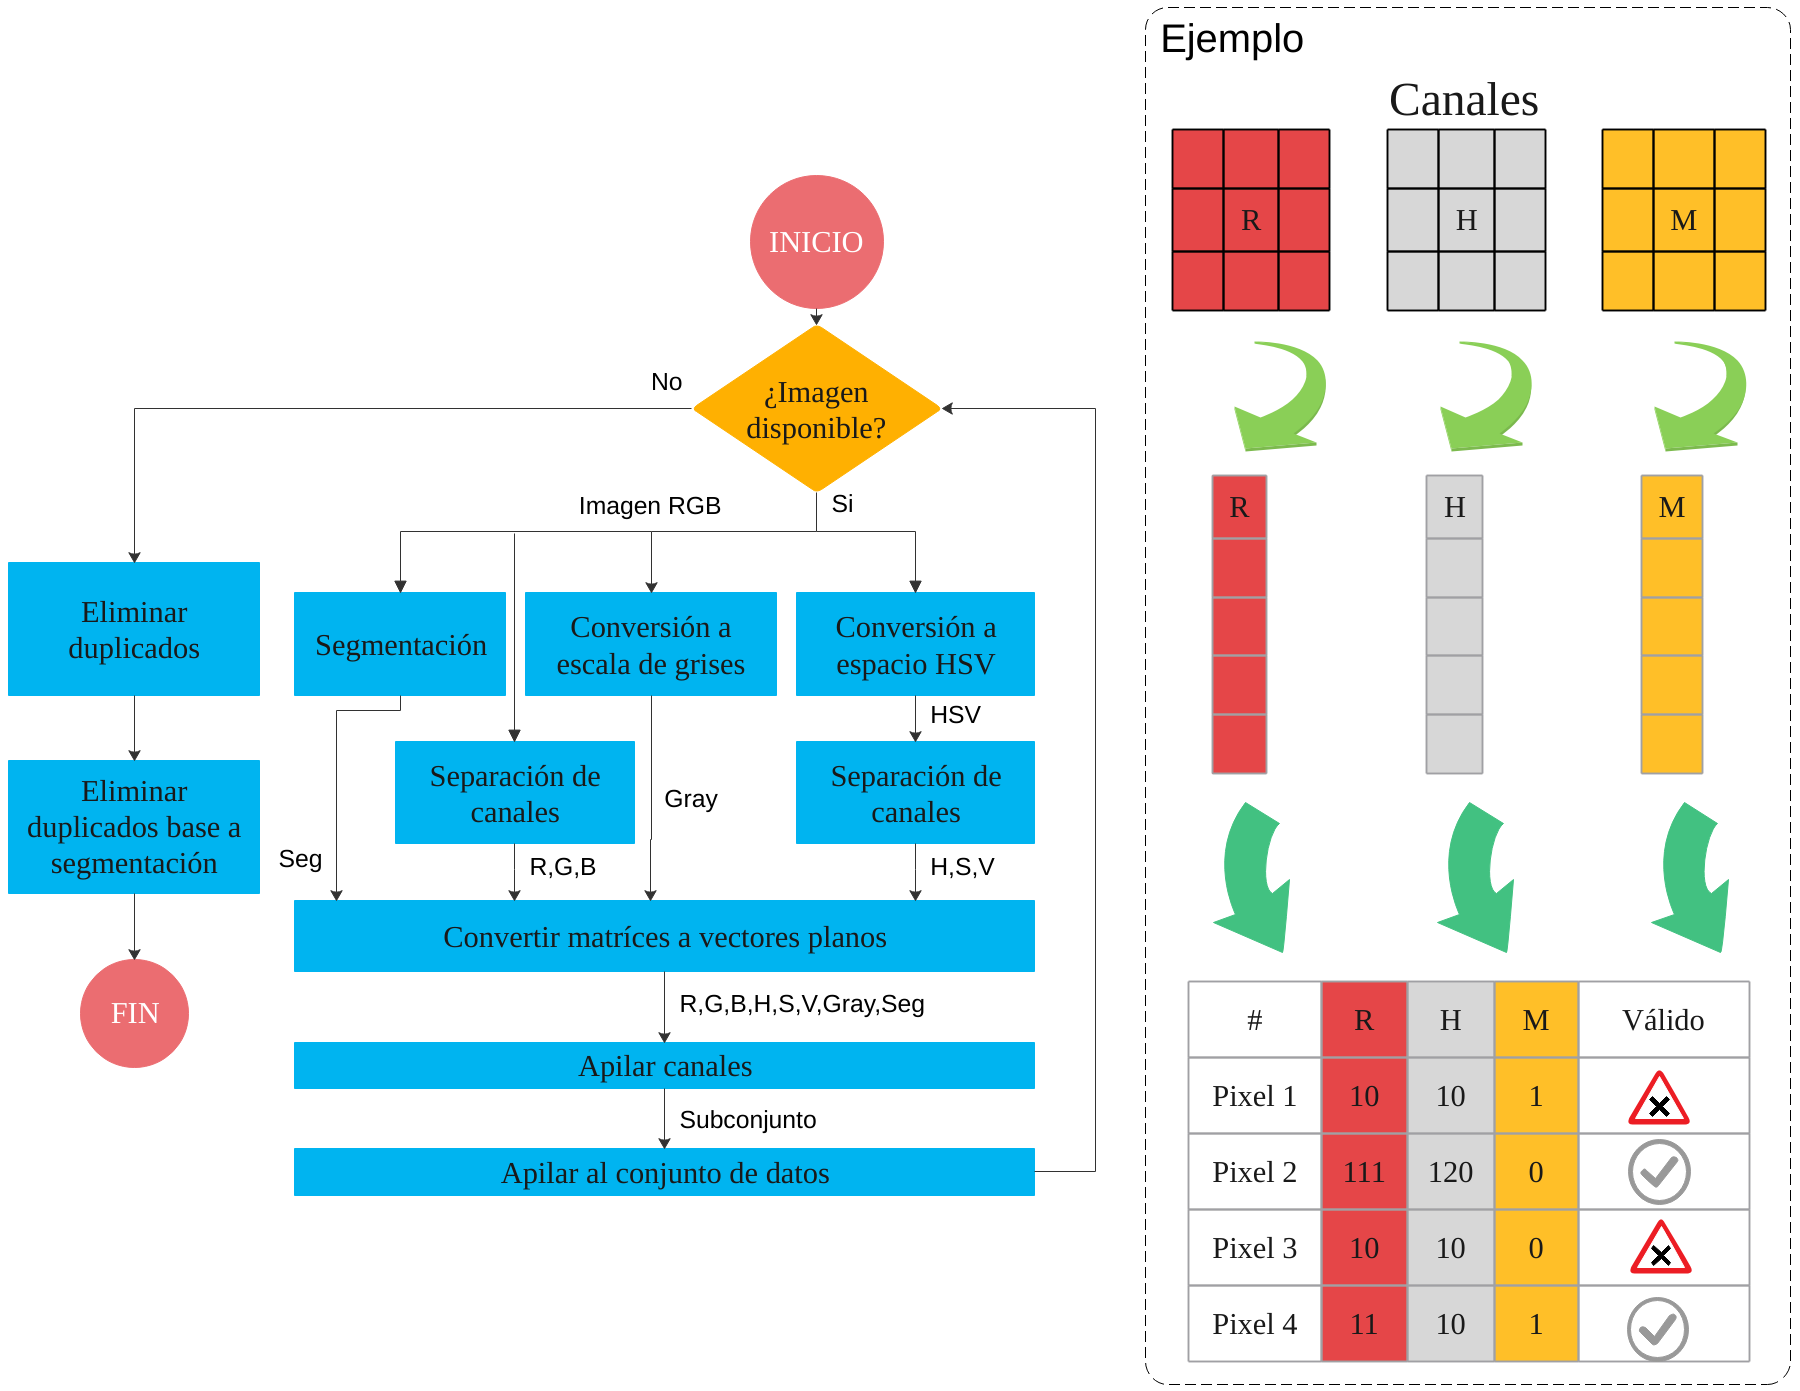 INICIO
¿Imagen
disponible?
No
Si
Imagen RGB
Eliminar
duplicados
Segmentación
Conversión a
escala de grises
Conversión a
espacio HSV
HSV
Eliminar
duplicados base a
segmentación
Separación de
canales
Gray
Separación de
canales
Seg
R,G,B
H,S,V
Convertir matríces a vectores planos
FIN
R,G,B,H,S,V,Gray,Seg
Apilar canales
Subconjunto
Apilar al conjunto de datos
Ejemplo
Canales
R H M
R H M
# R H M Válido
Pixel 1 10 10 1
Pixel 2 111 120 0
Pixel 3 10 10 0
Pixel 4 11 10 1